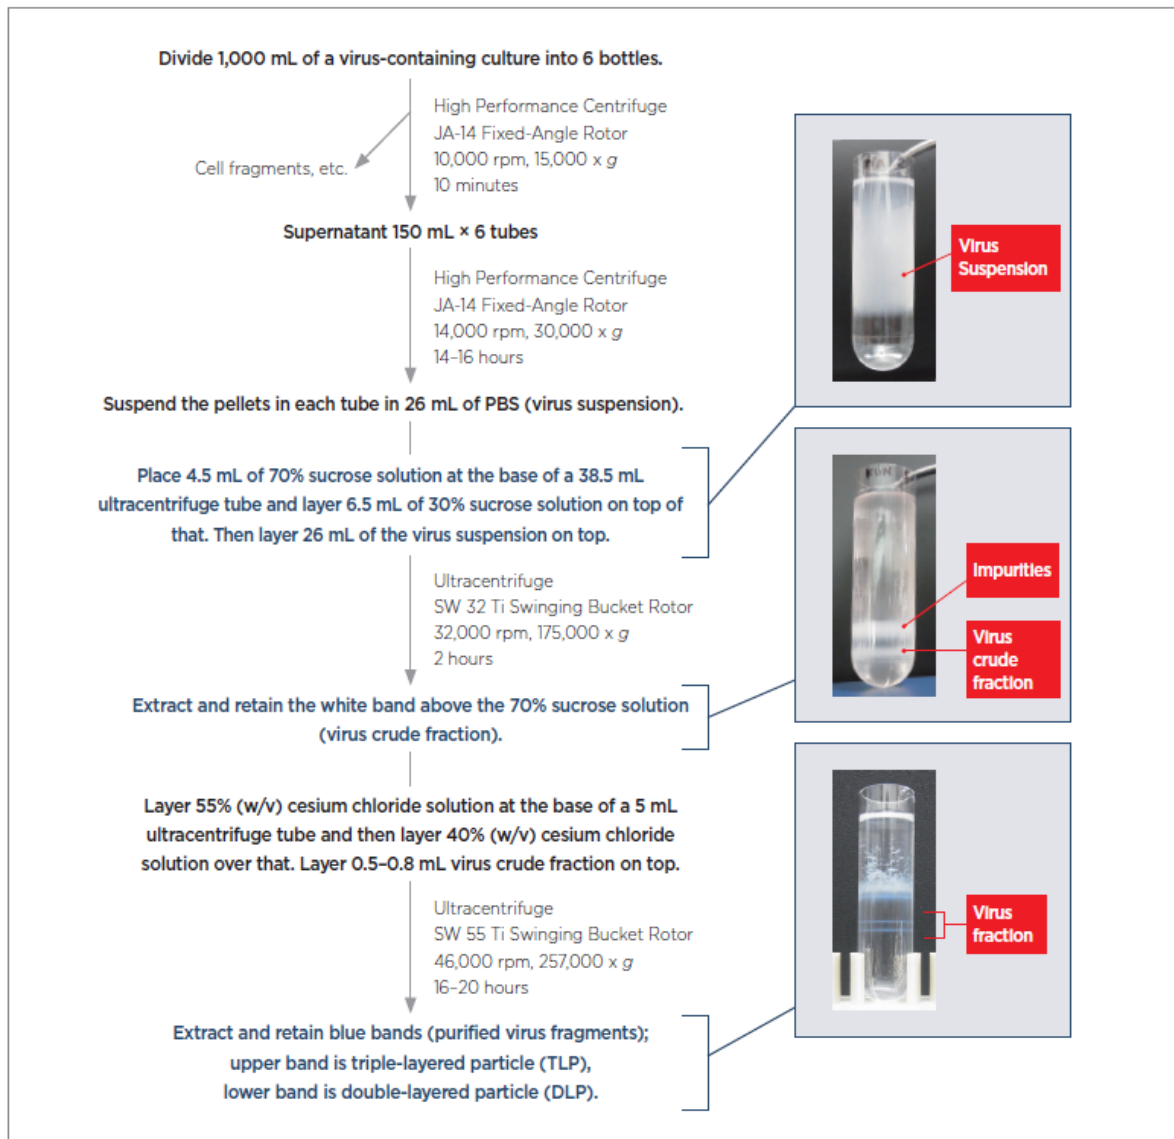 Divide 1,000 mL of a virus-containing culture into 6 bottles.
High Performance Centrifuge
JA-14 Fixed-Angle Rotor
10,000 rpm, 15,000 x g
10 minutes
Cell fragments, etc.
Supernatant 150 mL × 6 tubes
High Performance Centrifuge
JA-14 Fixed-Angle Rotor
14,000 rpm, 30,000 x g
14–16 hours
Suspend the pellets in each tube in 26 mL of PBS (virus suspension).
Place 4.5 mL of 70% sucrose solution at the base of a 38.5 mL
ultracentrifuge tube and layer 6.5 mL of 30% sucrose solution on top of
that. Then layer 26 mL of the virus suspension on top.
Ultracentrifuge
SW 32 Ti Swinging Bucket Rotor
32,000 rpm, 175,000 x g
2 hours
Extract and retain the white band above the 70% sucrose solution
(virus crude fraction).
Layer 55% (w/v) cesium chloride solution at the base of a 5 mL
ultracentrifuge tube and then layer 40% (w/v) cesium chloride
solution over that. Layer 0.5–0.8 mL virus crude fraction on top.
Ultracentrifuge
SW 55 Ti Swinging Bucket Rotor
46,000 rpm, 257,000 x g
16–20 hours
Extract and retain blue bands (purified virus fragments);
upper band is triple-layered particle (TLP),
lower band is double-layered particle (DLP).
Virus
Suspension
Impurities
Virus
crude
fraction
Virus
fraction